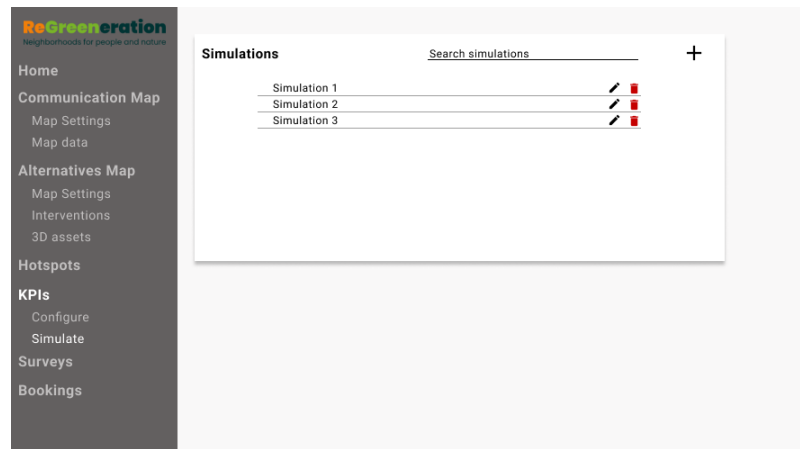 ReGreeneration
Neighborhoods for people and nature
Home
Communication Map
Map Settings
Map data
Alternatives Map
Map Settings
Interventions
3D assets
Hotspots
KPIs
Configure
Simulate
Surveys
Bookings
Simulations
Search simulations
Simulation 1
Simulation 2
Simulation 3